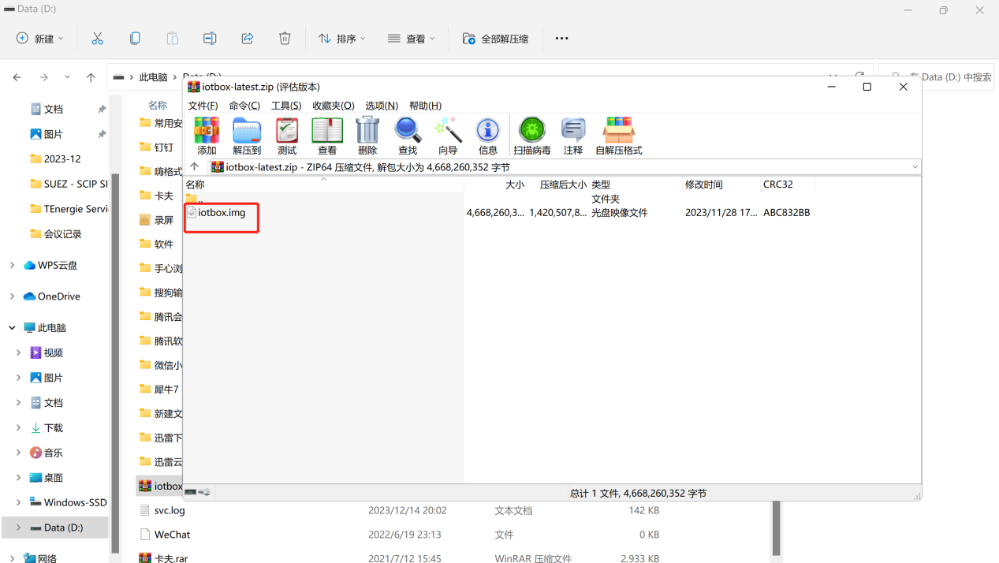 Data (D:)
新建
排序
查看
全部解压缩
此电脑
Data (D:)
在 Data (D:) 中搜索
文档
图片
2023-12
SUEZ - SCIP SI
TEnergie Servi
会议记录
WPS云盘
OneDrive
此电脑
视频
图片
文档
下载
音乐
桌面
Windows-SSD
Data (D:)
网络
名称
常用安
钉钉
嗨格式
卡夫
录屏
软件
手心浏
搜狗输
腾讯会
腾讯软
微信小
犀牛7
新建文
迅雷下
迅雷云
iotbox
svc.log 2023/12/14 20:02 文本文档 142 KB
WeChat 2022/6/19 23:13 文件 0 KB
卡夫.rar 2021/7/12 15:45 WinRAR 压缩文件 2,933 KB
iotbox-latest.zip (评估版本)
文件(F) 命令(C) 工具(S) 收藏夹(O) 选项(N) 帮助(H)
添加 解压到 测试 查看 删除 查找 向导 信息 扫描病毒 注释 自解压格式
iotbox-latest.zip - ZIP64 压缩文件, 解包大小为 4,668,260,352 字节
名称 大小 压缩后大小 类型 修改时间 CRC32
.. 文件夹
iotbox.img 4,668,260,3... 1,420,507,8... 光盘映像文件 2023/11/28 17... ABC832BB
总计 1 文件, 4,668,260,352 字节